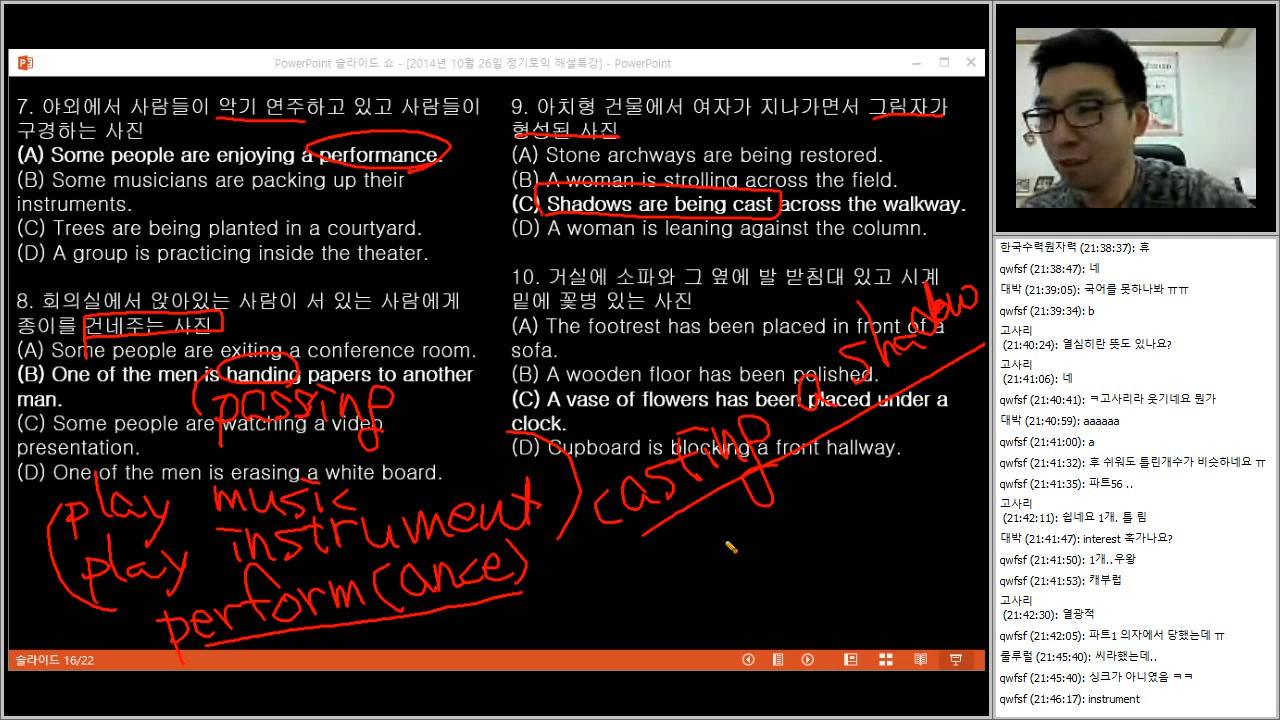 PowerPoint 슬라이드 쇼 - [2014년 10월 26일 정기토익 해설특강] - PowerPoint
7. 야외에서 사람들이 악기 연주하고 있고 사람들이
구경하는 사진
(A) Some people are enjoying a performance.
(B) Some musicians are packing up their
instruments.
(C) Trees are being planted in a courtyard.
(D) A group is practicing inside the theater.
8. 회의실에서 앉아있는 사람이 서 있는 사람에게
종이를 건네주는 사진
(A) Some people are exiting a conference room.
(B) One of the men is handing papers to another
man.
passing
(C) Some people are watching a video
presentation.
(D) One of the men is erasing a white board.
play music
play instrument
perform(ance)
9. 아치형 건물에서 여자가 지나가면서 그림자가
형성된 사진
(A) Stone archways are being restored.
(B) A woman is strolling across the field.
(C) Shadows are being cast across the walkway.
(D) A woman is leaning against the column.
10. 거실에 소파와 그 옆에 발 받침대 있고 시계
밑에 꽃병 있는 사진
(A) The footrest has been placed in front of a
sofa.
(B) A wooden floor has been polished.
(C) A vase of flowers has been placed under a
clock.
(D) Cupboard is blocking a front hallway.
casting a shadow
슬라이드 16/22
한국수력원자력 (21:38:37): 휴
qwfsf (21:38:47): 네
대박 (21:39:05): 국어를 못하나봐 ㅠㅠ
qwfsf (21:39:34): b
고사리
(21:40:24): 열심히란 뜻도 있나요?
고사리
(21:41:06): 네
qwfsf (21:40:41): ㅋ고사리라 웃기네요 뭔가
대박 (21:40:59): aaaaaa
qwfsf (21:41:00): a
qwfsf (21:41:32): 후 쉬워도 틀린개수가 비슷하네요 ㅠ
qwfsf (21:41:35): 파트56 ..
고사리
(21:42:11): 쉽네요 1개. 틀 림
대박 (21:41:47): interest 혹가나요?
qwfsf (21:41:50): 1개..우왕
qwfsf (21:41:53): 캐부럽
고사리
(21:42:30): 열광적
qwfsf (21:42:05): 파트1 의자에서 당했는데 ㅠ
쿨루럴 (21:45:40): 씨라했는데..
qwfsf (21:45:40): 싱크가 아니였음 ㅋㅋ
qwfsf (21:46:17): instrument